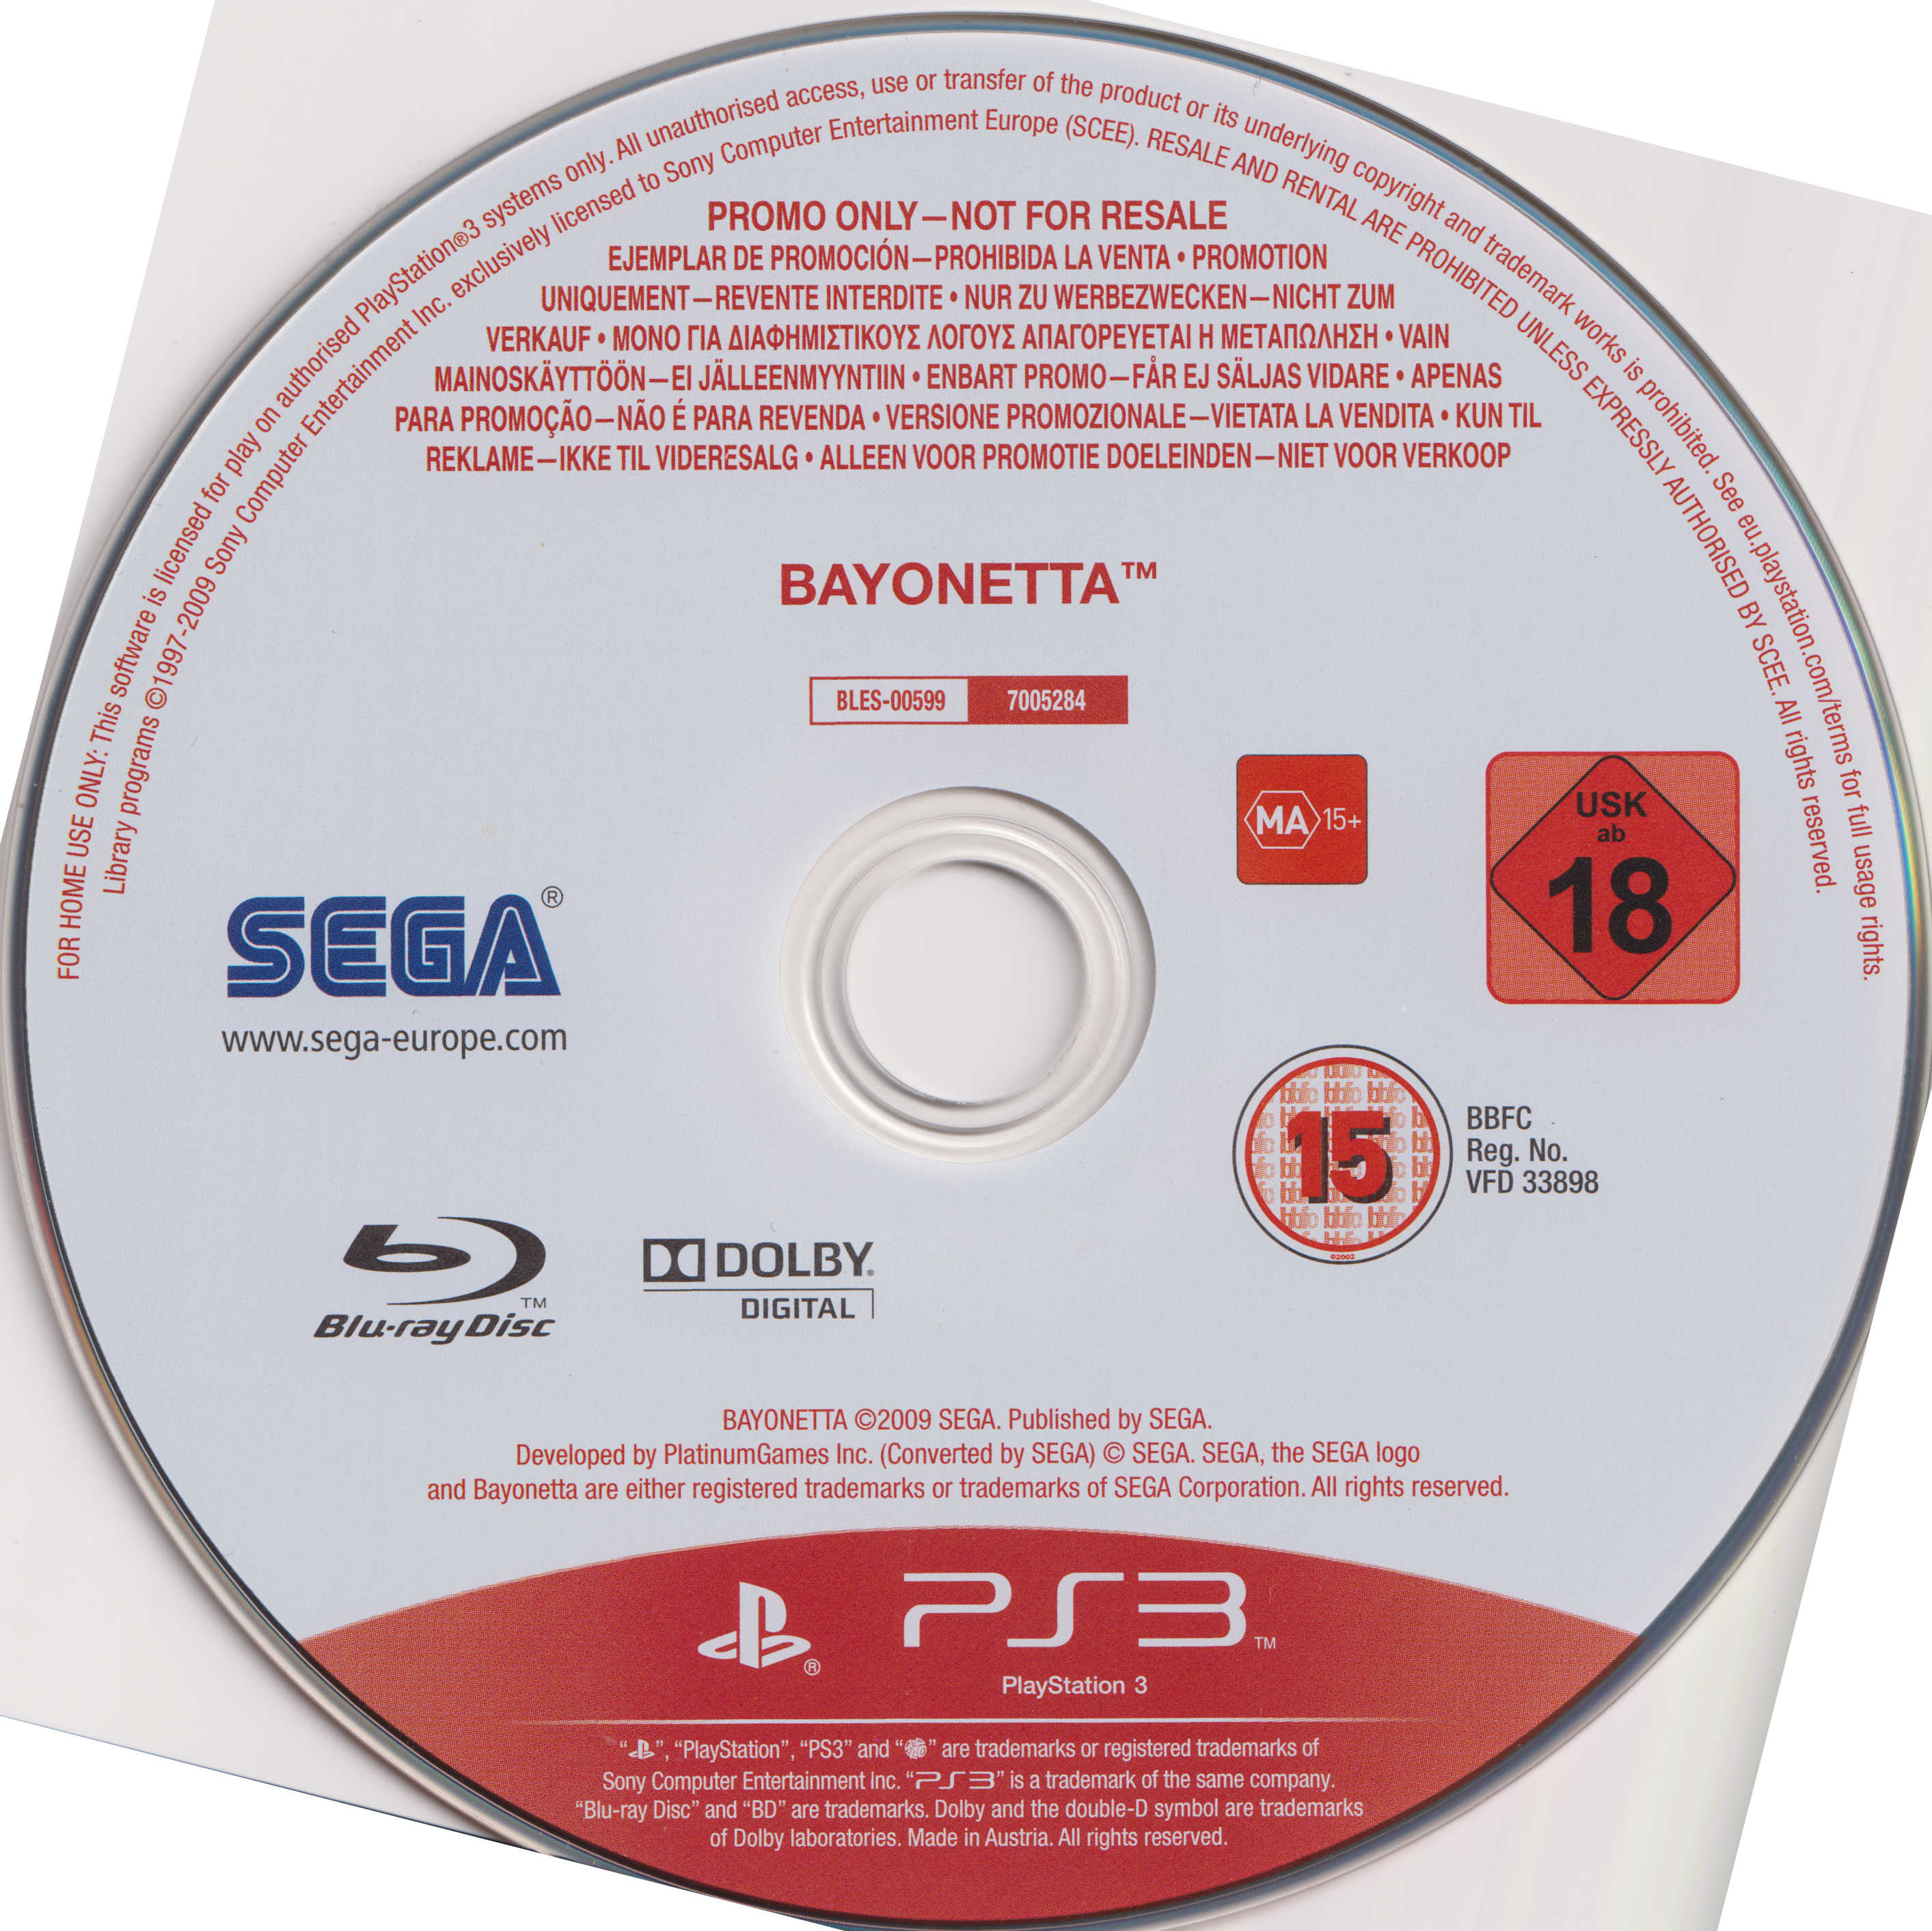 FOR HOME USE ONLY: This software is licensed for play on authorised PlayStation®3 systems only. All unauthorised access, use or transfer of the product or its underlying copyright and trademark works is prohibited. See eu.playstation.com/terms for full usage rights.
Library programs ©1997-2009 Sony Computer Entertainment Inc. exclusively licensed to Sony Computer Entertainment Europe (SCEE). RESALE AND RENTAL ARE PROHIBITED UNLESS EXPRESSLY AUTHORISED BY SCEE. All rights reserved.
PROMO ONLY—NOT FOR RESALE
EJEMPLAR DE PROMOCIÓN—PROHIBIDA LA VENTA • PROMOTION
UNIQUEMENT—REVENTE INTERDITE • NUR ZU WERBEZWECKEN—NICHT ZUM
VERKAUF • ΜΟΝΟ ΓΙΑ ΔΙΑΦΗΜΙΣΤΙΚΟΥΣ ΛΟΓΟΥΣ ΑΠΑΓΟΡΕΥΕΤΑΙ Η ΜΕΤΑΠΩΛΗΣΗ • VAIN
MAINOSKÄYTTÖÖN—EI JÄLLEENMYYNTIIN • ENBART PROMO—FÅR EJ SÄLJAS VIDARE • APENAS
PARA PROMOÇÃO—NÃO É PARA REVENDA • VERSIONE PROMOZIONALE—VIETATA LA VENDITA • KUN TIL
REKLAME—IKKE TIL VIDERESALG • ALLEEN VOOR PROMOTIE DOELEINDEN—NIET VOOR VERKOOP
BAYONETTA™
BLES-00599 7005284
MA 15+
USK
ab
18
SEGA®
www.sega-europe.com
15
©2002
BBFC
Reg. No.
VFD 33898
Blu-ray Disc™
DOLBY®
DIGITAL
BAYONETTA ©2009 SEGA. Published by SEGA.
Developed by PlatinumGames Inc. (Converted by SEGA) © SEGA. SEGA, the SEGA logo
and Bayonetta are either registered trademarks or trademarks of SEGA Corporation. All rights reserved.
® PS3™
PlayStation 3
“ ”, “PlayStation”, “PS3” and “ ” are trademarks or registered trademarks of
Sony Computer Entertainment Inc. “PS3” is a trademark of the same company.
“Blu-ray Disc” and “BD” are trademarks. Dolby and the double-D symbol are trademarks
of Dolby laboratories. Made in Austria. All rights reserved.